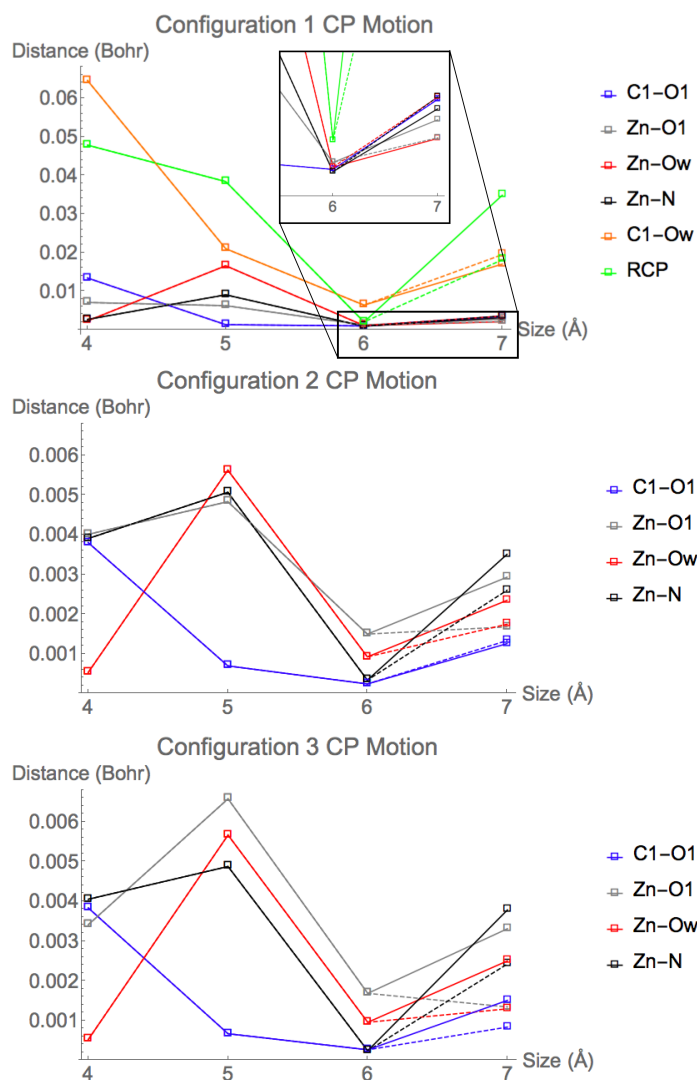 Configuration 1 CP Motion
Distance (Bohr)
0.06
0.05
0.04
0.03
0.02
0.01
4 5 6 7
Size (Å)
6 7
C1-O1
Zn-O1
Zn-Ow
Zn-N
C1-Ow
RCP
Configuration 2 CP Motion
Distance (Bohr)
0.006
0.005
0.004
0.003
0.002
0.001
4 5 6 7
Size (Å)
C1-O1
Zn-O1
Zn-Ow
Zn-N
Configuration 3 CP Motion
Distance (Bohr)
0.006
0.005
0.004
0.003
0.002
0.001
4 5 6 7
Size (Å)
C1-O1
Zn-O1
Zn-Ow
Zn-N